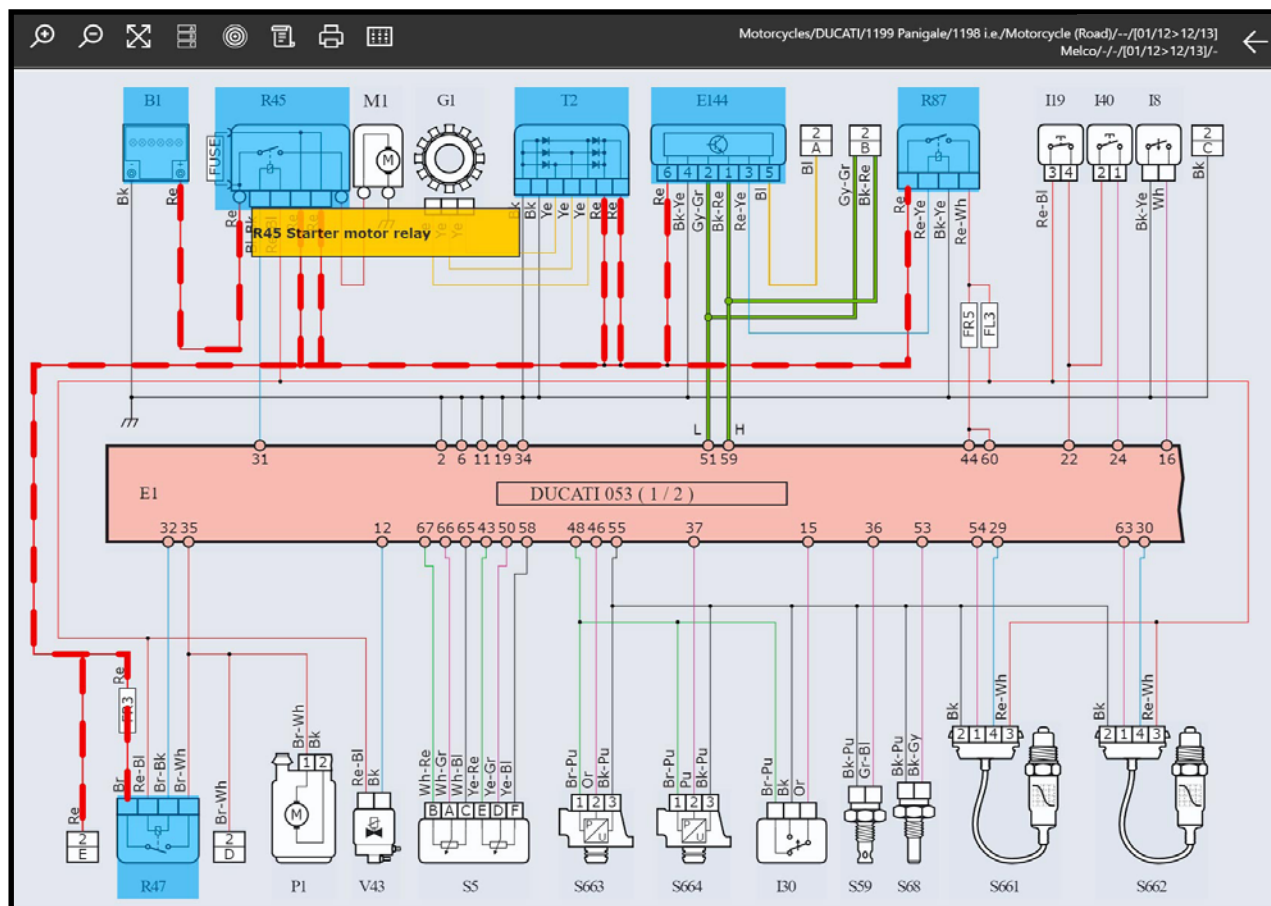 Motorcycles/DUCATI/1199 Panigale/1198 i.e./Motorcycle (Road)/--/[01/12>12/13]
Melco/-/-/[01/12>12/13]/-
B1 R45 M1 G1 T2 E144 R87 I19 I40 I8
FUSE M 2 A 2 B 2 C
- +
6 4 2 1 3 5 3 4 2 1
Bk Re Re Bk Bk Ye Ye Ye Re Re Re Bk-Ye Gy-Gr Bk-Re Re-Ye Bl Bl Gy-Gr Bk-Re Re Re-Ye Bk-Ye Re-Wh Re-Bl Bk-Ye Wh Bk
R45 Starter motor relay
FR5 FL3
L H
31 2 6 11 19 34 51 59 44 60 22 24 16
E1 DUCATI 053 ( 1 / 2 )
32 35 12 67 66 65 43 50 58 48 46 55 37 15 36 53 54 29 63 30
Re FR3
Re Br Re-Bl Br-Bk Br-Wh Br-Wh Br-Wh Bk Re-Bl Bk Wh-Re Wh-Gr Wh-Bl Ye-Re Ye-Gr Ye-Bl Br-Pu Or Bk-Pu Br-Pu Pu Bk-Pu Br-Pu Bk Or Bk-Pu Gr-Bl Bk-Pu Bk-Gy Bk Re-Wh Bk Re-Wh
1 2 2 1 4 3 2 1 4 3
2 E 2 D M B A C E D F 1 2 3 P U 1 2 3 P U
R47 P1 V43 S5 S663 S664 I30 S59 S68 S661 S662